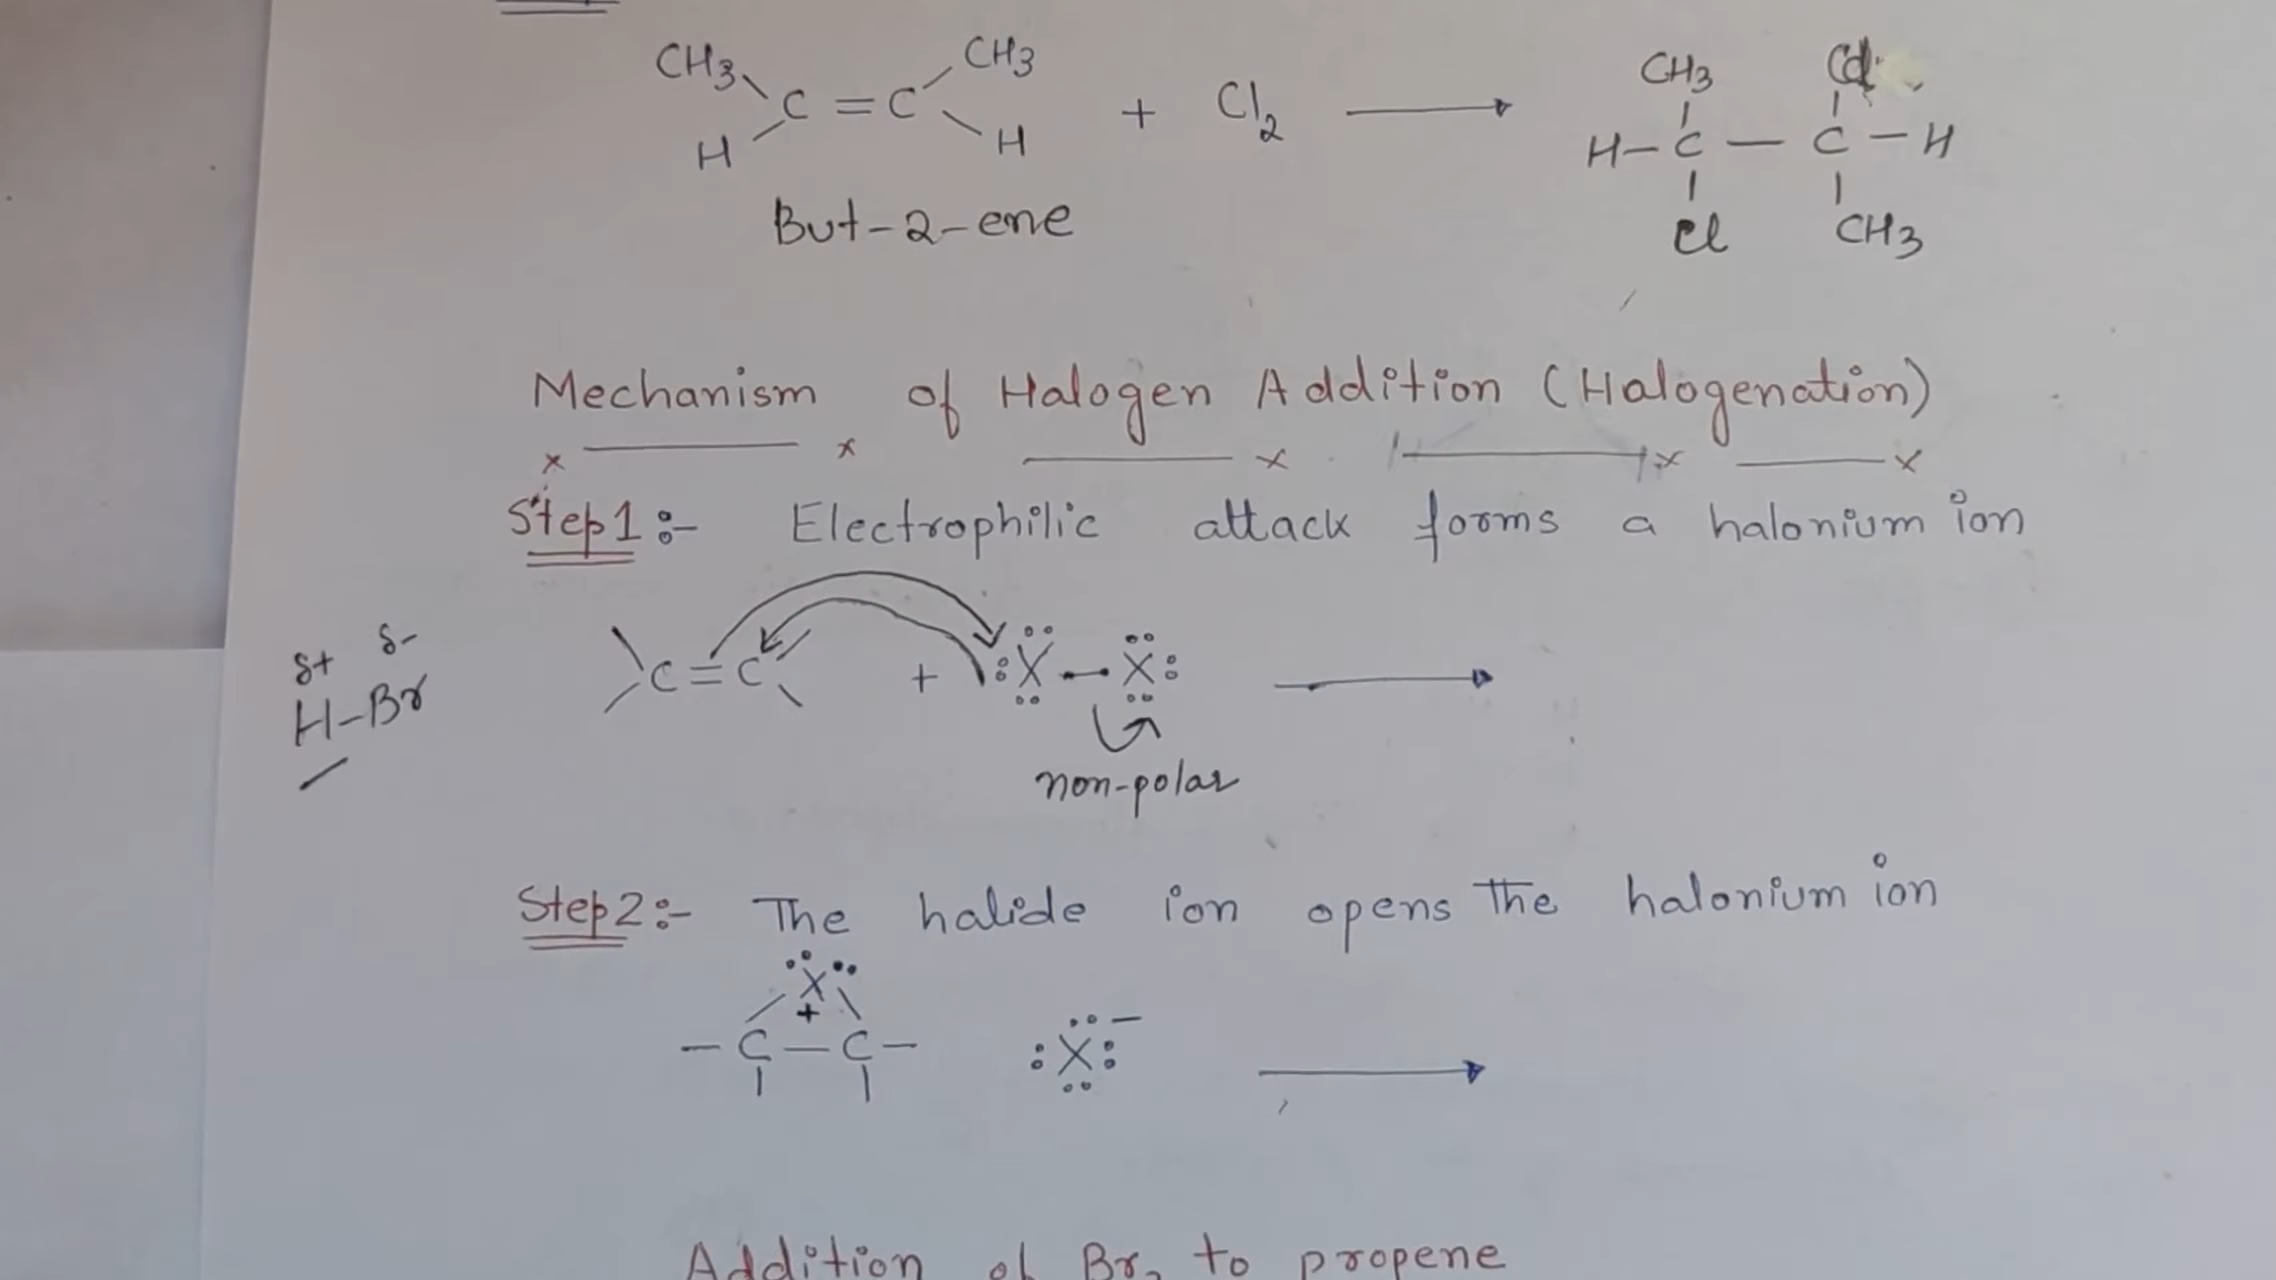 CH3 CH3 CH3 Cl
C = C + Cl2 ⟶ H – C – C – H
H H
But-2-ene Cl CH3
Mechanism of Halogen Addition (Halogenation)
x x x x x
Step1:- Electrophilic attack forms a halonium ion
δ+ δ-
H-Br C = C + :X – X: ⟶
non-polar
Step2:- The halide ion opens The halonium ion
X
+
– C – C – :X: – ⟶
Addition of Br2 to propene